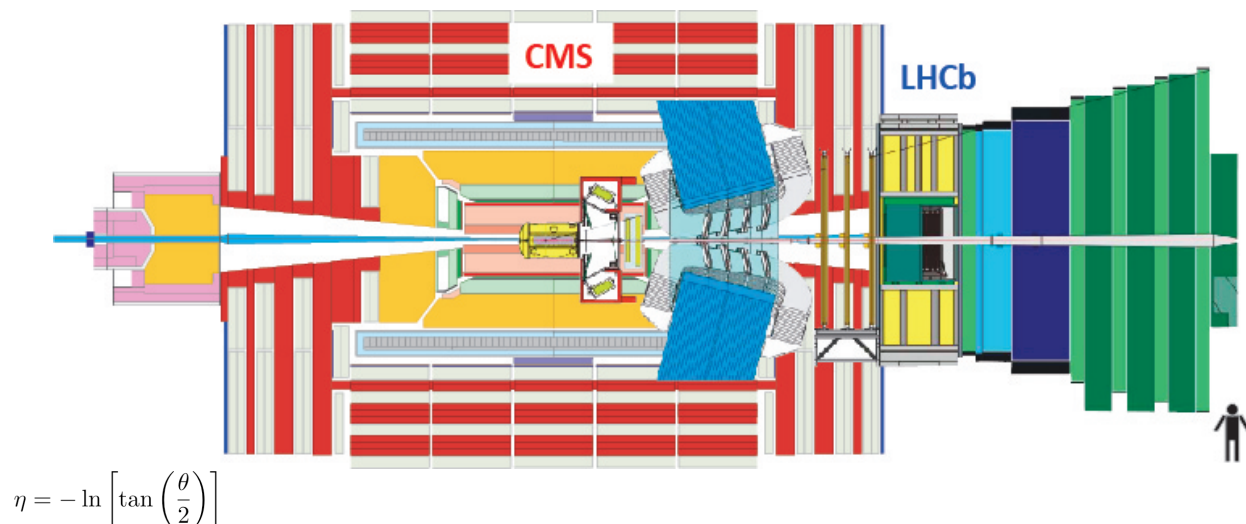 CMS
LHCb
η = − ln [tan (θ/2)]